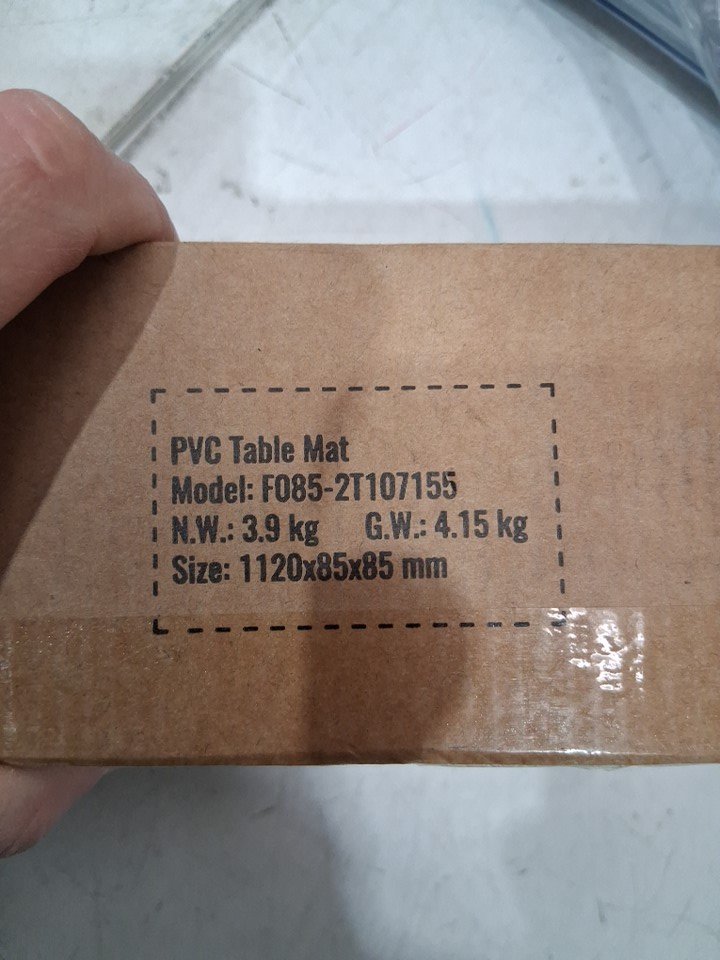 PVC Table Mat
Model: F085-2T107155
N.W.: 3.9 kg G.W.: 4.15 kg
Size: 1120x85x85 mm